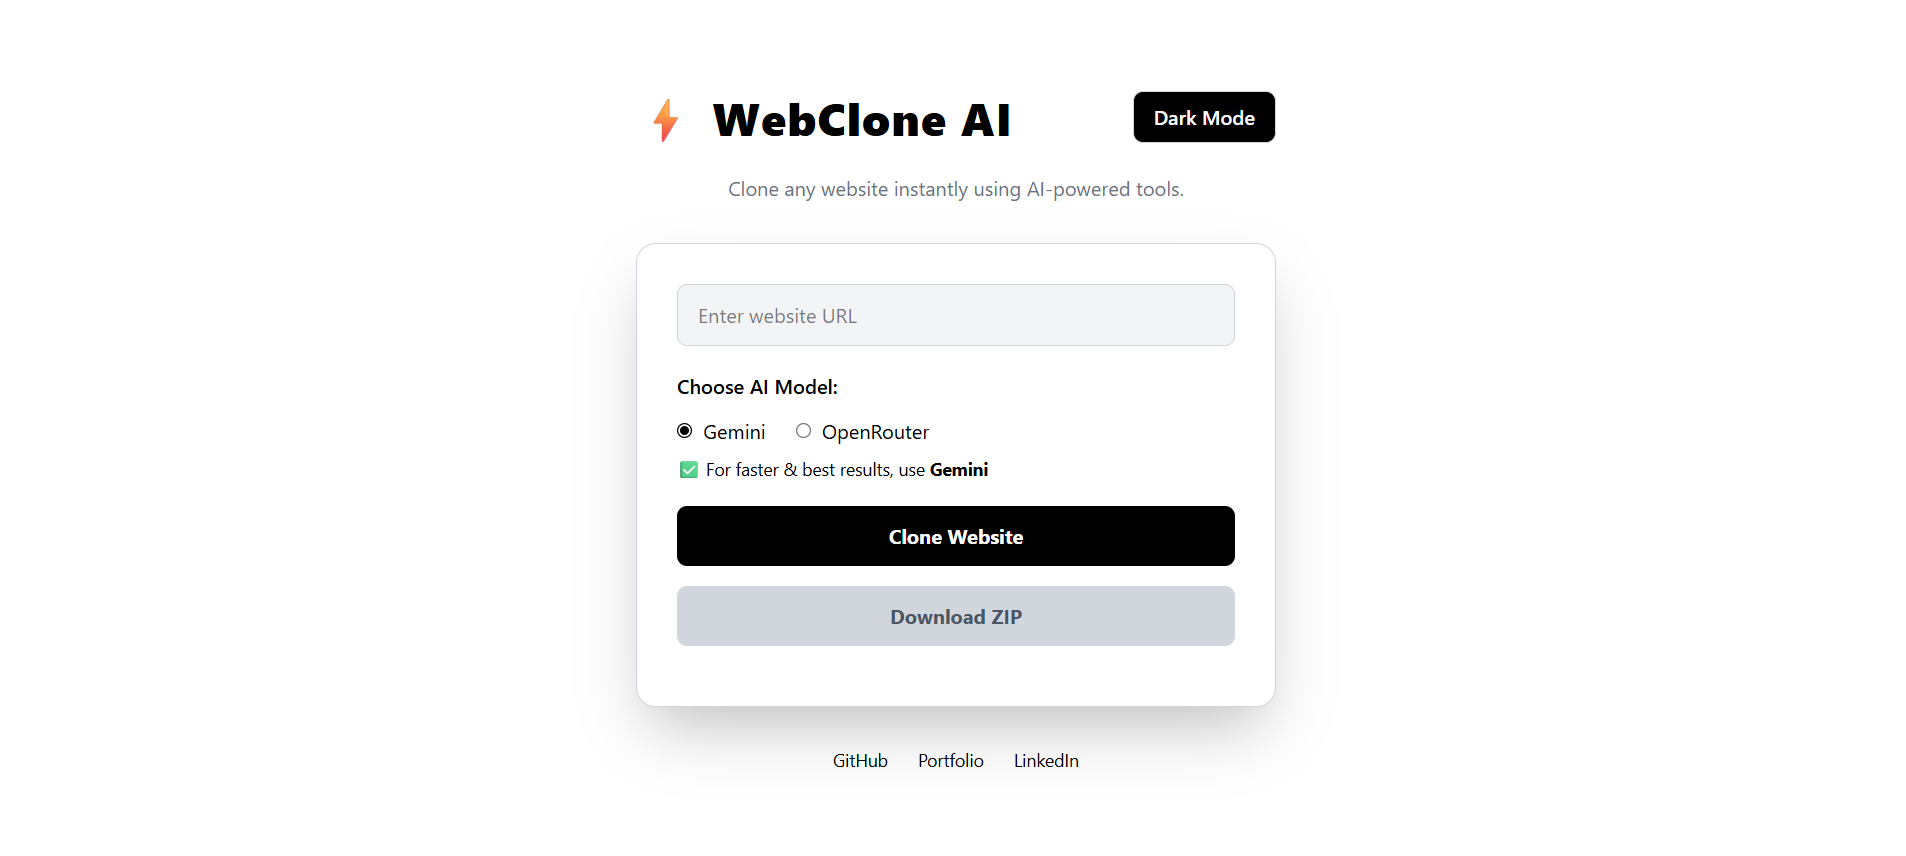 WebClone AI
Dark Mode
Clone any website instantly using AI-powered tools.
Enter website URL
Choose AI Model:
Gemini
OpenRouter
✅ For faster & best results, use Gemini
Clone Website
Download ZIP
GitHub
Portfolio
LinkedIn